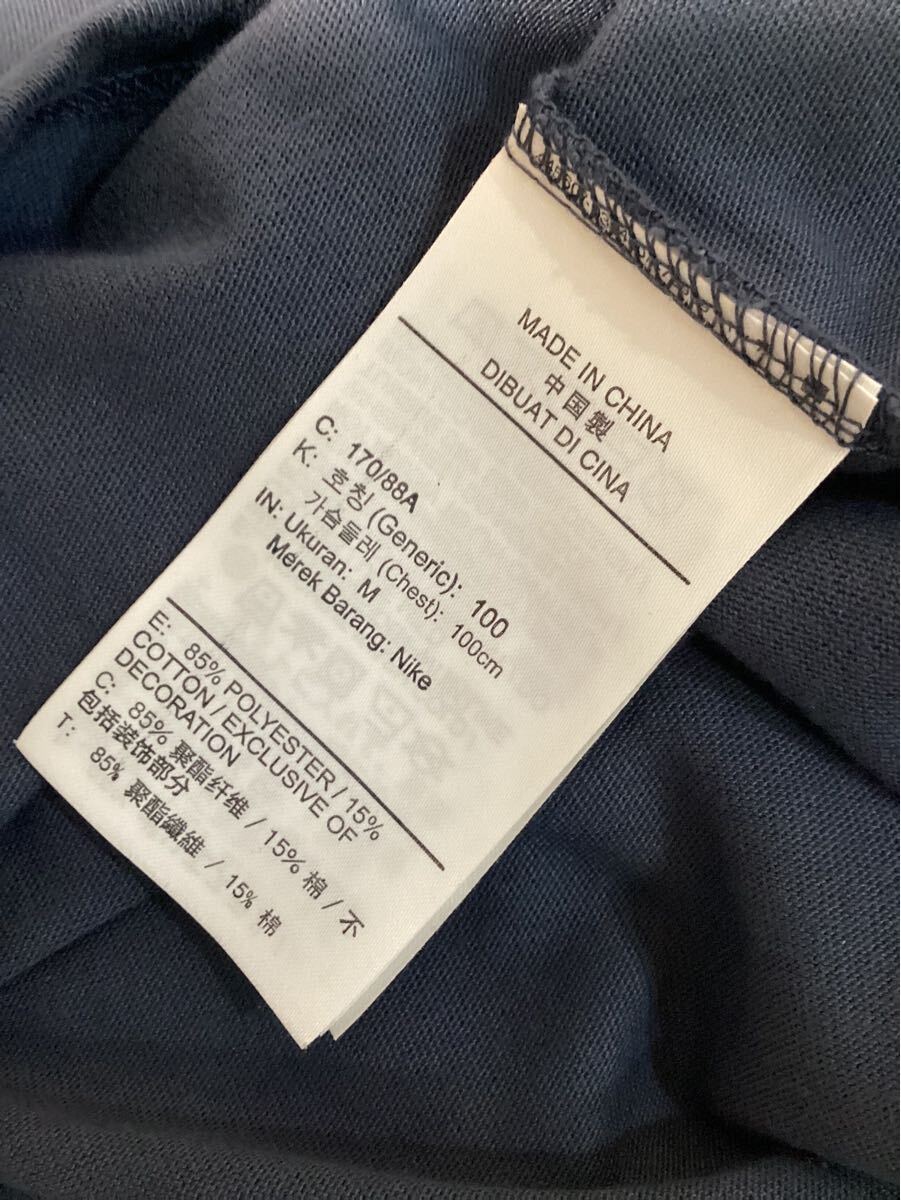 MADE IN CHINA
中国製
DIBUAT DI CINA
C: 170/88A
K: 호칭 (Generic): 100
가슴둘레 (Chest): 100cm
IN: Ukuran: M
Merek Barang: Nike
E: 85% POLYESTER / 15%
COTTON / EXCLUSIVE OF
DECORATION
C: 85% 聚酯纤维 / 15% 棉 / 不
包括装饰部分
T: 85% 聚酯纖維 / 15% 棉